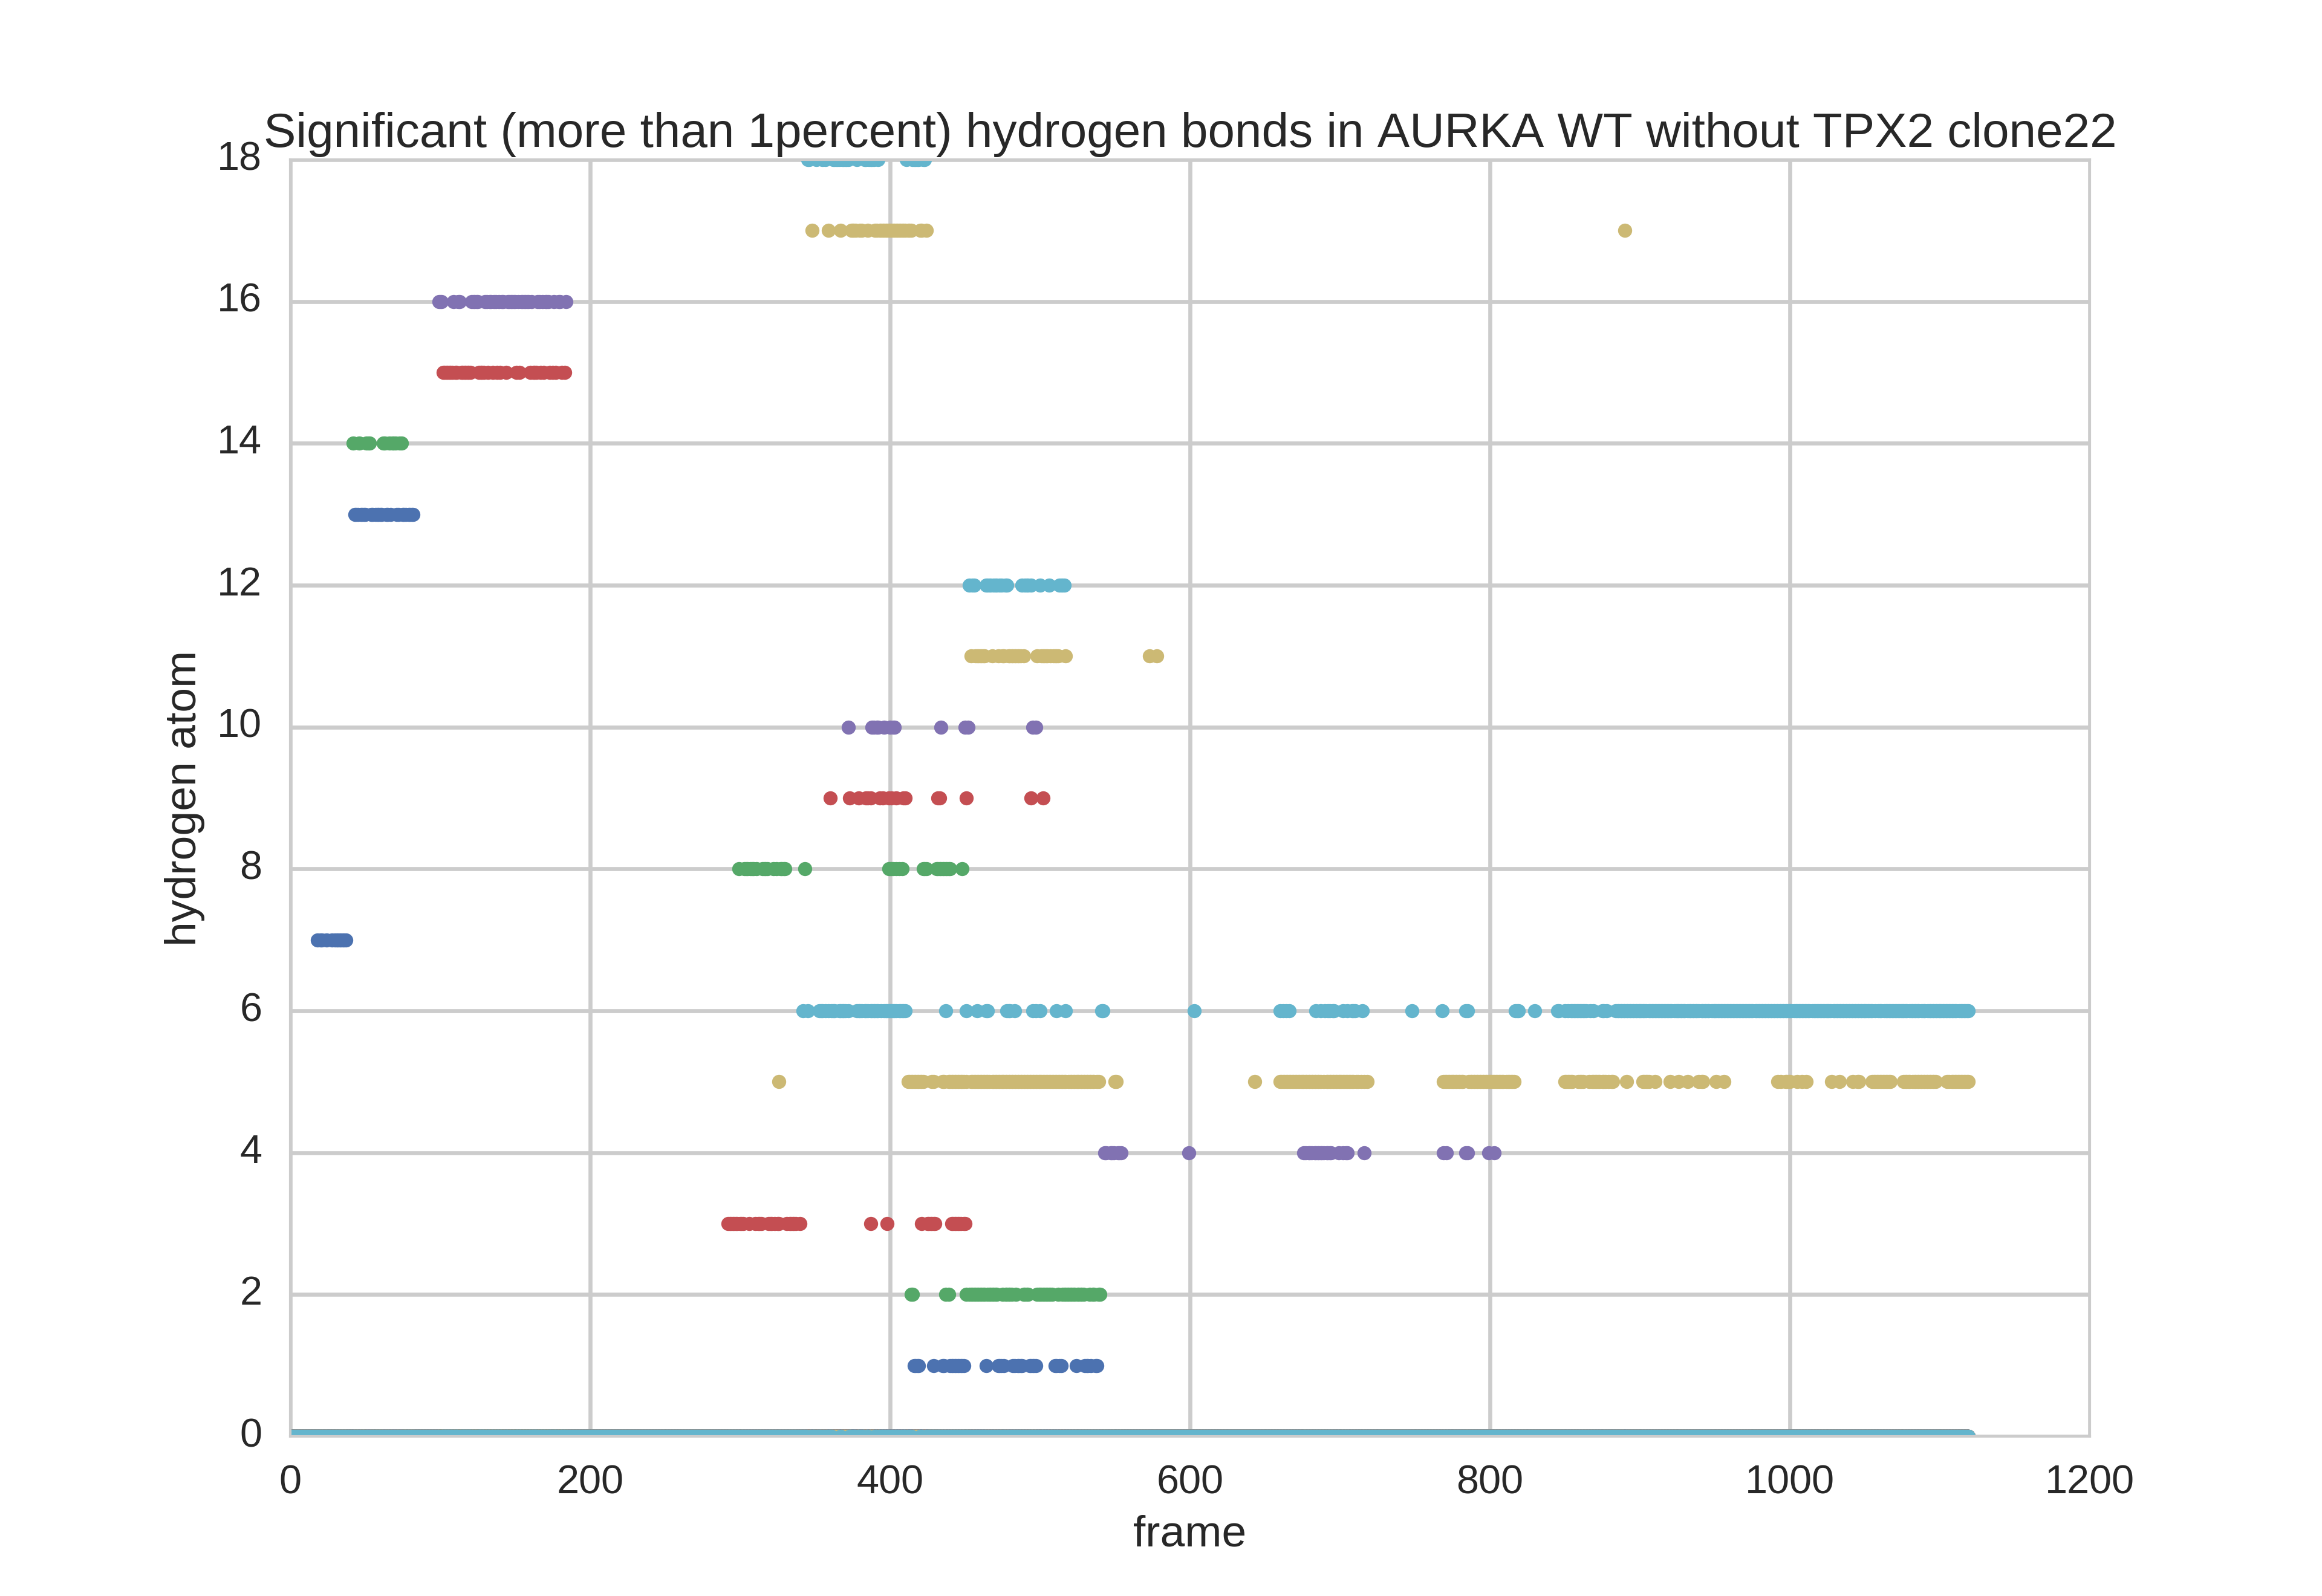 Significant (more than 1percent) hydrogen bonds in AURKA WT without TPX2 clone22
18
16
14
12
10
8
6
4
2
0
hydrogen atom
0 200 400 600 800 1000 1200
frame